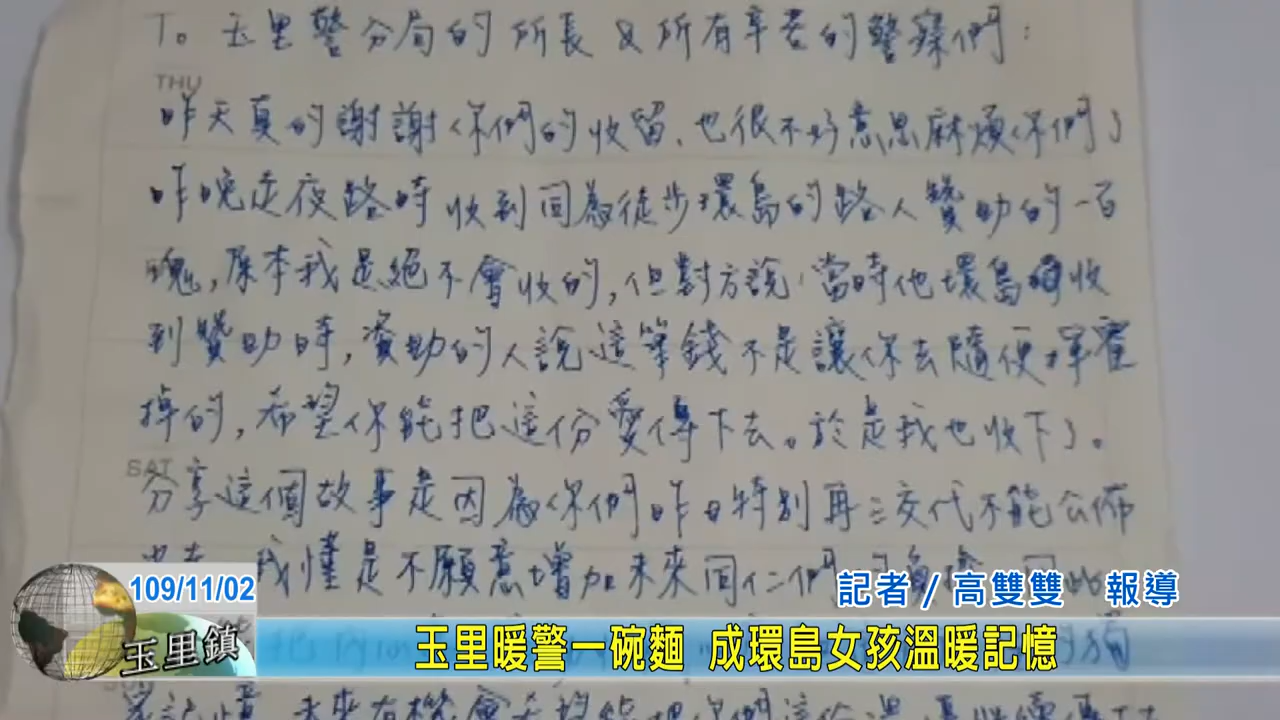 To 玉里警分局的所長及所有辛苦的警察們：
THU
昨天真的謝謝你們的收留、也很不好意思麻煩你們了
昨晚走夜路時收到同為徒步環島的路人贊助的一百
塊，原本我是絕不會收的，但對方說：當時他環島時收
到贊助時，資助的人說這筆錢不是讓你去隨便揮霍
掉的，希望你能把這份愛傳下去。於是我也收下了。
SAT
分享這個故事是因為你們昨日特別再三交代不能公佈
我懂是不願意增加未來同仁們
未來有機會
109/11/02
記者／高雙雙 報導
玉里鎮
玉里暖警一碗麵 成環島女孩溫暖記憶